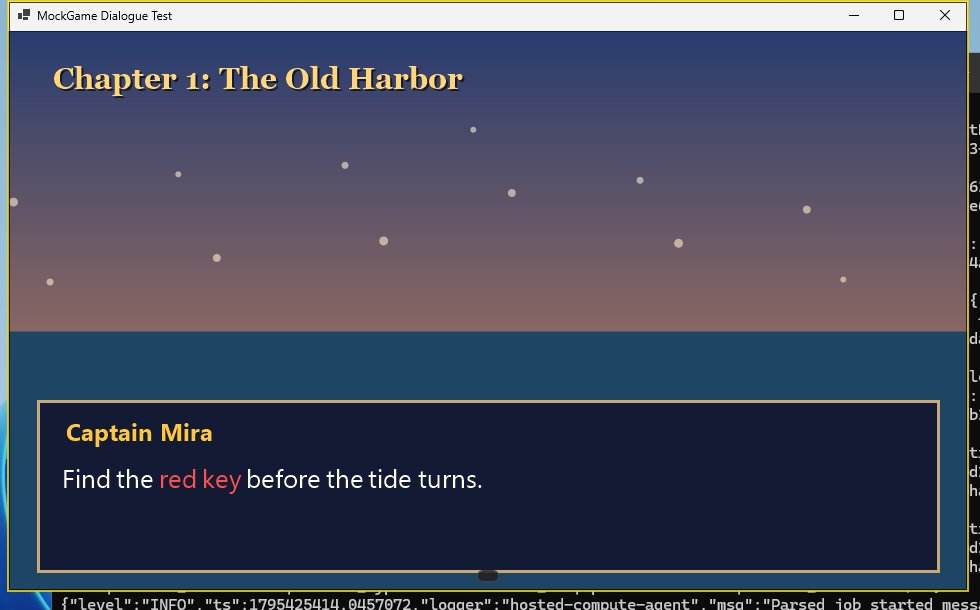 MockGame Dialogue Test
Chapter 1: The Old Harbor
Captain Mira
Find the red key before the tide turns.
{"level":"INFO","ts":1795425414.0457072,"logger":"hosted-compute-agent","msg":"Parsed job started mes